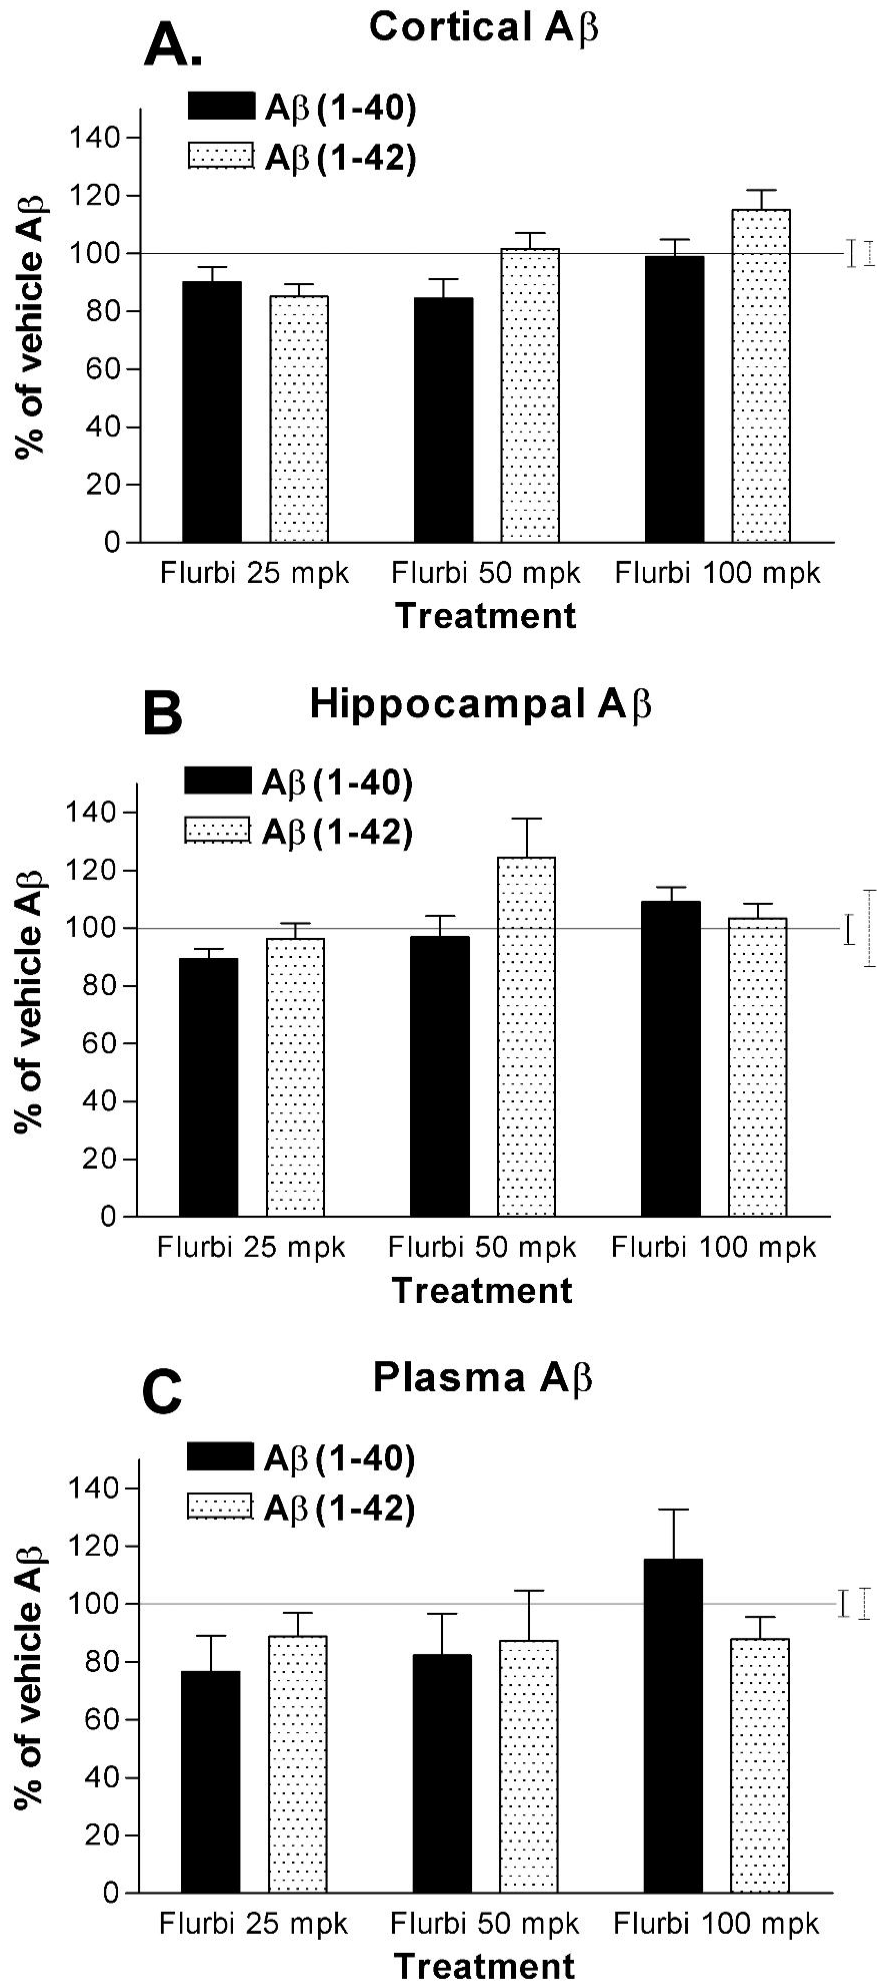 A.
Cortical Aβ
Aβ (1-40)
Aβ (1-42)
% of vehicle Aβ
140
120
100
80
60
40
20
0
Flurbi 25 mpk Flurbi 50 mpk Flurbi 100 mpk
Treatment
B
Hippocampal Aβ
Aβ (1-40)
Aβ (1-42)
% of vehicle Aβ
140
120
100
80
60
40
20
0
Flurbi 25 mpk Flurbi 50 mpk Flurbi 100 mpk
Treatment
C
Plasma Aβ
Aβ (1-40)
Aβ (1-42)
% of vehicle Aβ
140
120
100
80
60
40
20
0
Flurbi 25 mpk Flurbi 50 mpk Flurbi 100 mpk
Treatment